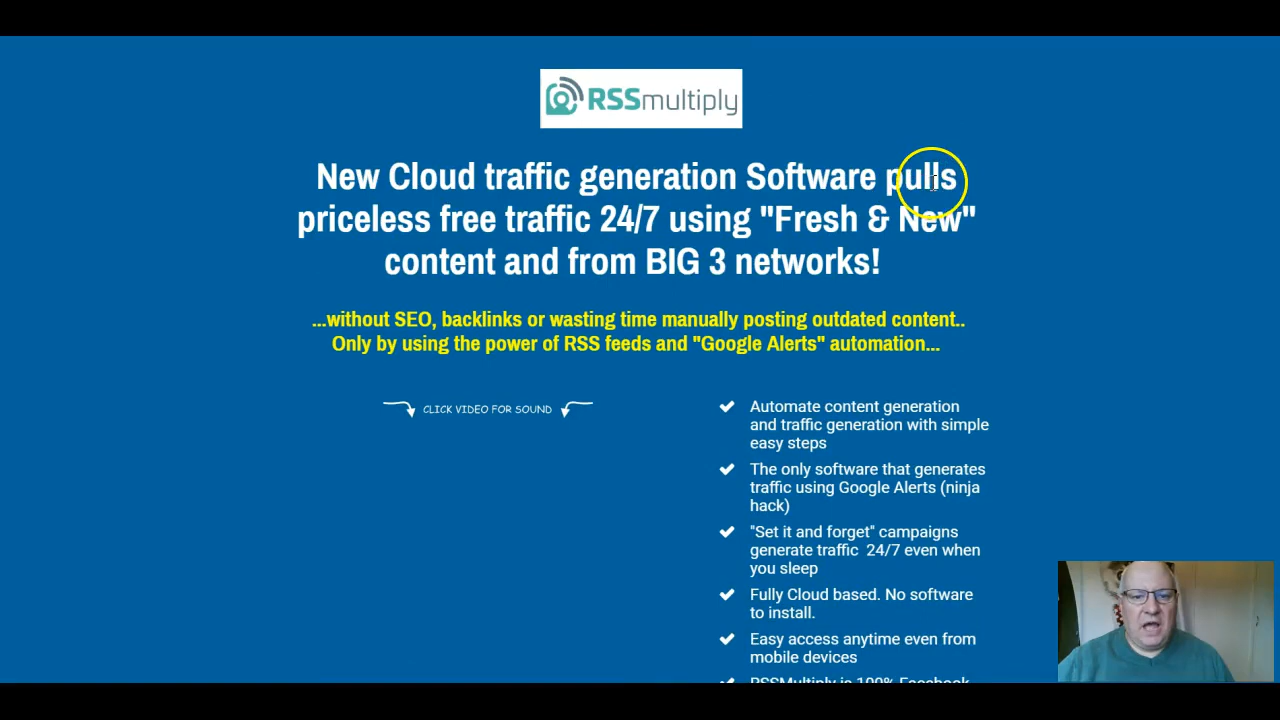 RSSmultiply
New Cloud traffic generation Software pulls
priceless free traffic 24/7 using "Fresh & New"
content and from BIG 3 networks!
...without SEO, backlinks or wasting time manually posting outdated content..
Only by using the power of RSS feeds and "Google Alerts" automation...
CLICK VIDEO FOR SOUND
Automate content generation
and traffic generation with simple
easy steps
The only software that generates
traffic using Google Alerts (ninja
hack)
"Set it and forget" campaigns
generate traffic 24/7 even when
you sleep
Fully Cloud based. No software
to install.
Easy access anytime even from
mobile devices
RSSMultiply is 100% Facebook